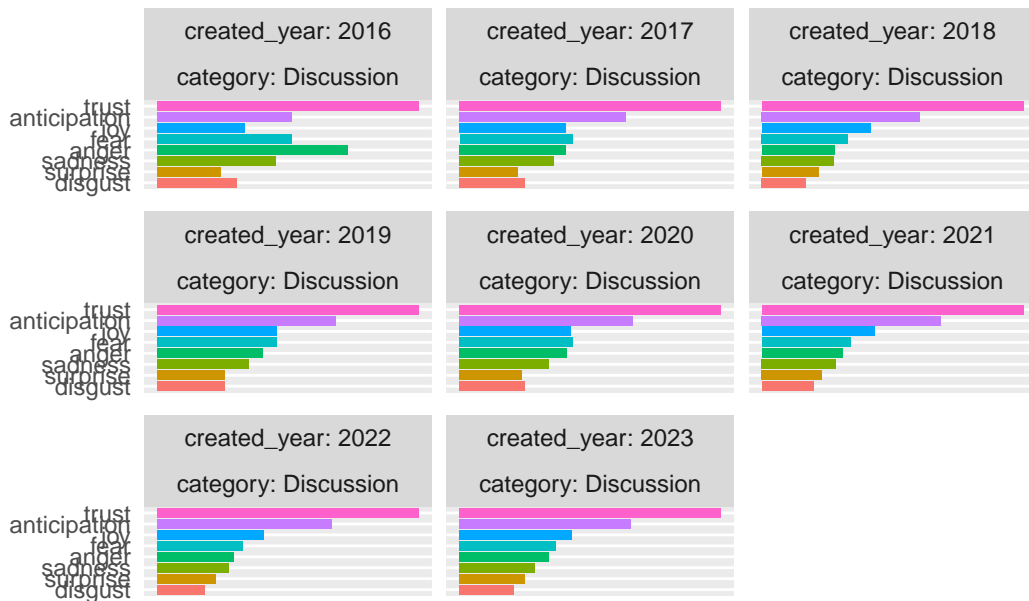 created_year: 2016
category: Discussion
created_year: 2017
category: Discussion
created_year: 2018
category: Discussion
trust
anticipation
joy
fear
anger
sadness
surprise
disgust
created_year: 2019
category: Discussion
created_year: 2020
category: Discussion
created_year: 2021
category: Discussion
trust
anticipation
joy
fear
anger
sadness
surprise
disgust
created_year: 2022
category: Discussion
created_year: 2023
category: Discussion
trust
anticipation
joy
fear
anger
sadness
surprise
disgust